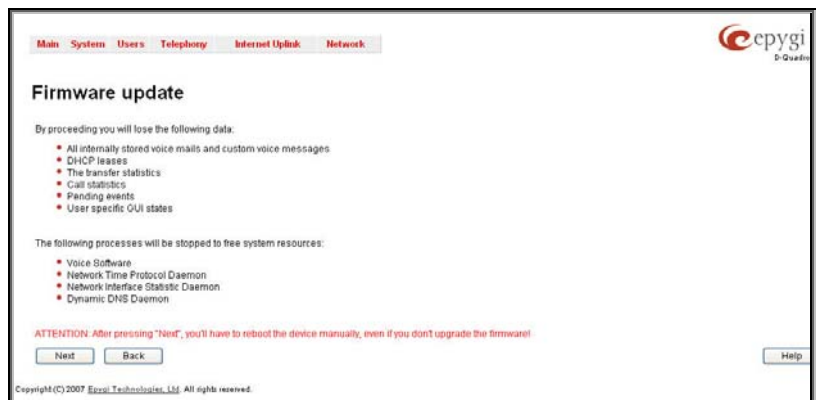 Main System Users Telephony Internet Uplink Network
epygi
D-Quadro
Firmware update
By proceeding you will lose the following data:
All internally stored voice mails and custom voice messages
DHCP leases
The transfer statistics
Call statistics
Pending events
User specific GUI states
The following processes will be stopped to free system resources:
Voice Software
Network Time Protocol Daemon
Network Interface Statistic Daemon
Dynamic DNS Daemon
ATTENTION: After pressing "Next", you'll have to reboot the device manually, even if you don't upgrade the firmware!
Next Back Help
Copyright (C) 2007 Epygi Technologies, Ltd. All rights reserved.